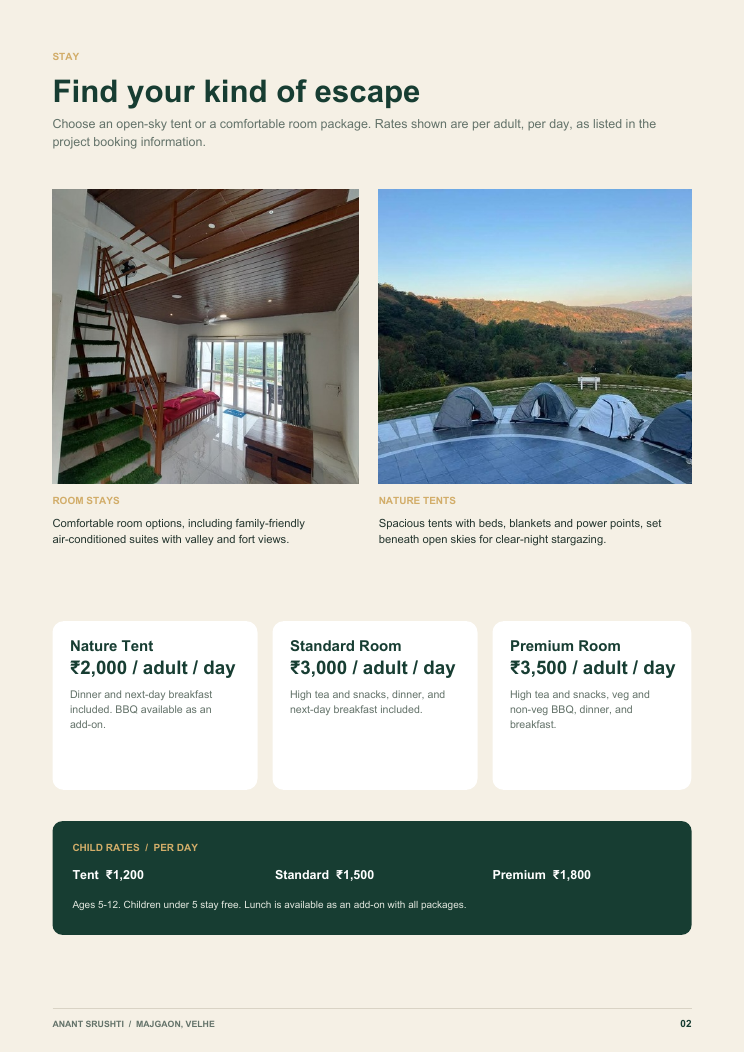 STAY
Find your kind of escape
Choose an open-sky tent or a comfortable room package. Rates shown are per adult, per day, as listed in the
project booking information.
ROOM STAYS
Comfortable room options, including family-friendly
air-conditioned suites with valley and fort views.
NATURE TENTS
Spacious tents with beds, blankets and power points, set
beneath open skies for clear-night stargazing.
Nature Tent
₹2,000 / adult / day
Dinner and next-day breakfast
included. BBQ available as an
add-on.
Standard Room
₹3,000 / adult / day
High tea and snacks, dinner, and
next-day breakfast included.
Premium Room
₹3,500 / adult / day
High tea and snacks, veg and
non-veg BBQ, dinner, and
breakfast.
CHILD RATES / PER DAY
Tent ₹1,200
Standard ₹1,500
Premium ₹1,800
Ages 5-12. Children under 5 stay free. Lunch is available as an add-on with all packages.
ANANT SRUSHTI / MAJGAON, VELHE
02